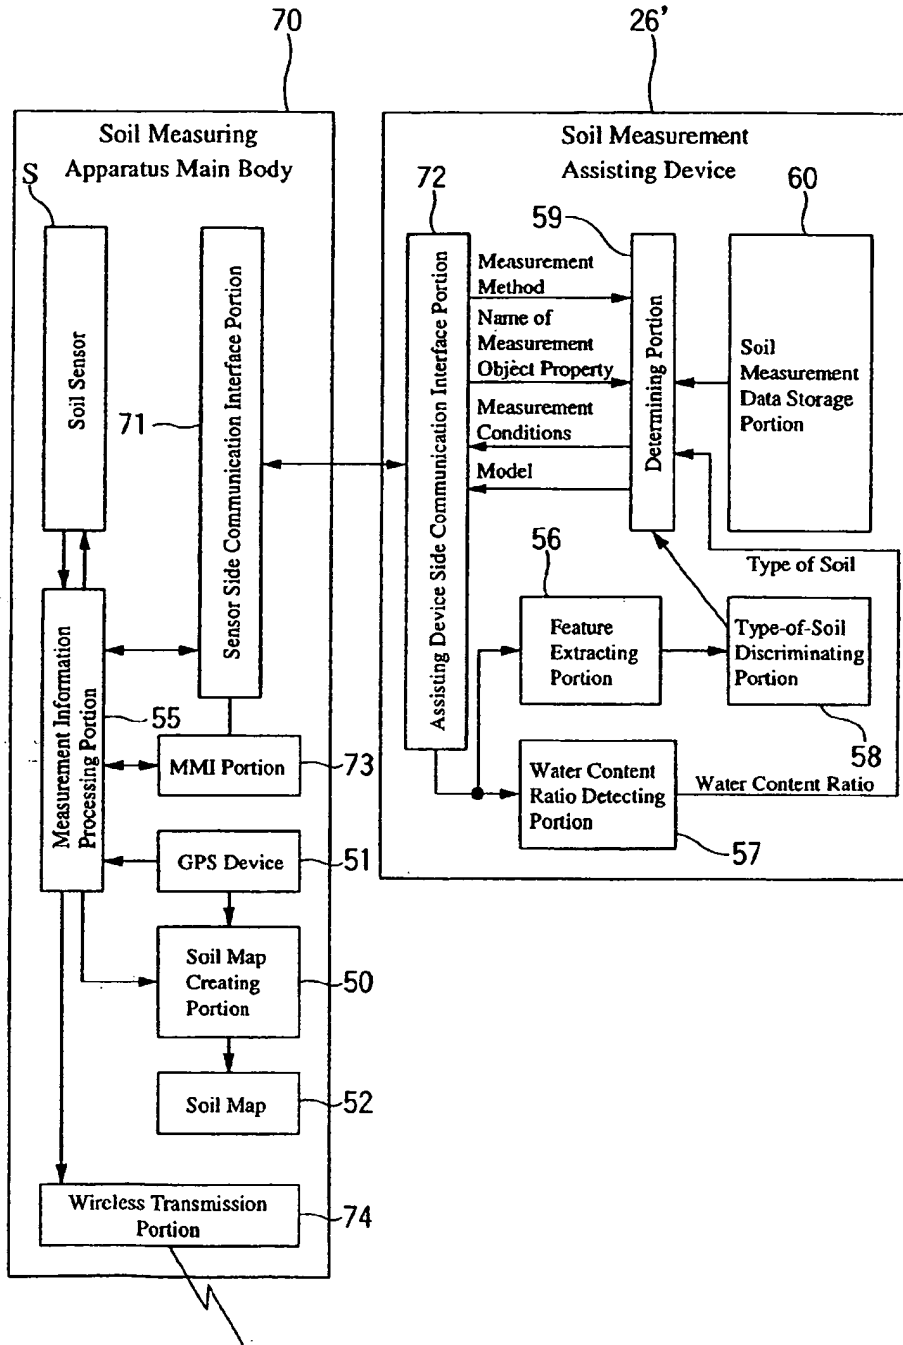 70
26’
Soil Measuring
Apparatus Main Body
S
Soil Sensor
71
Sensor Side Communication Interface Portion
Measurement Information
Processing Portion
55
MMI Portion
73
GPS Device
51
Soil Map
Creating
Portion
50
Soil Map
52
Wireless Transmission
Portion
74
Soil Measurement
Assisting Device
72
Assisting Device Side Communication Interface Portion
Measurement
Method
Name of
Measurement
Object Property
Measurement
Conditions
Model
59
Determining Portion
60
Soil
Measurement
Data Storage
Portion
Type of Soil
56
Feature
Extracting
Portion
Type-of-Soil
Discriminating
Portion
58
Water Content
Ratio Detecting
Portion
57
Water Content Ratio